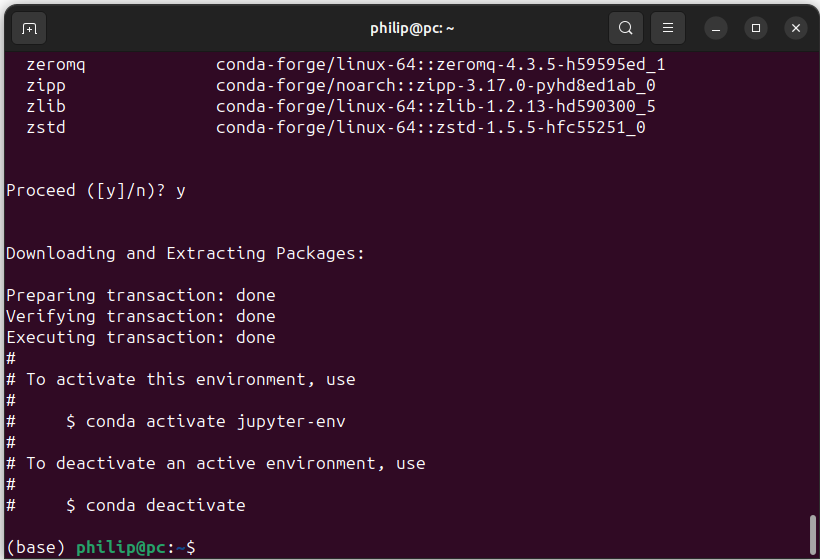 philip@pc: ~
zeromq conda-forge/linux-64::zeromq-4.3.5-h59595ed_1
zipp conda-forge/noarch::zipp-3.17.0-pyhd8ed1ab_0
zlib conda-forge/linux-64::zlib-1.2.13-hd590300_5
zstd conda-forge/linux-64::zstd-1.5.5-hfc55251_0
Proceed ([y]/n)? y
Downloading and Extracting Packages:
Preparing transaction: done
Verifying transaction: done
Executing transaction: done
#
# To activate this environment, use
#
# $ conda activate jupyter-env
#
# To deactivate an active environment, use
#
# $ conda deactivate
(base) philip@pc:~$